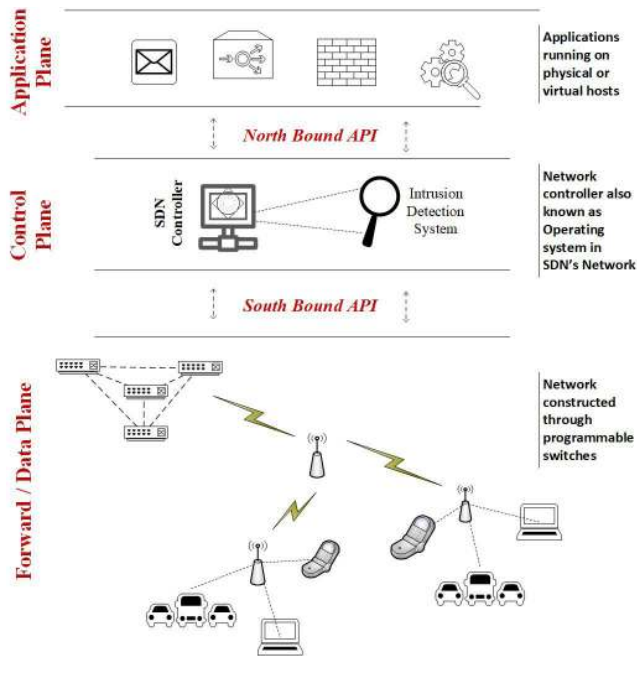 Application
Plane
Applications
running on
physical or
virtual hosts
North Bound API
Control
Plane
SDN
Controller
Intrusion
Detection
System
Network
controller also
known as
Operating
system in
SDN's Network
South Bound API
Forward / Data Plane
Network
constructed
through
programmable
switches